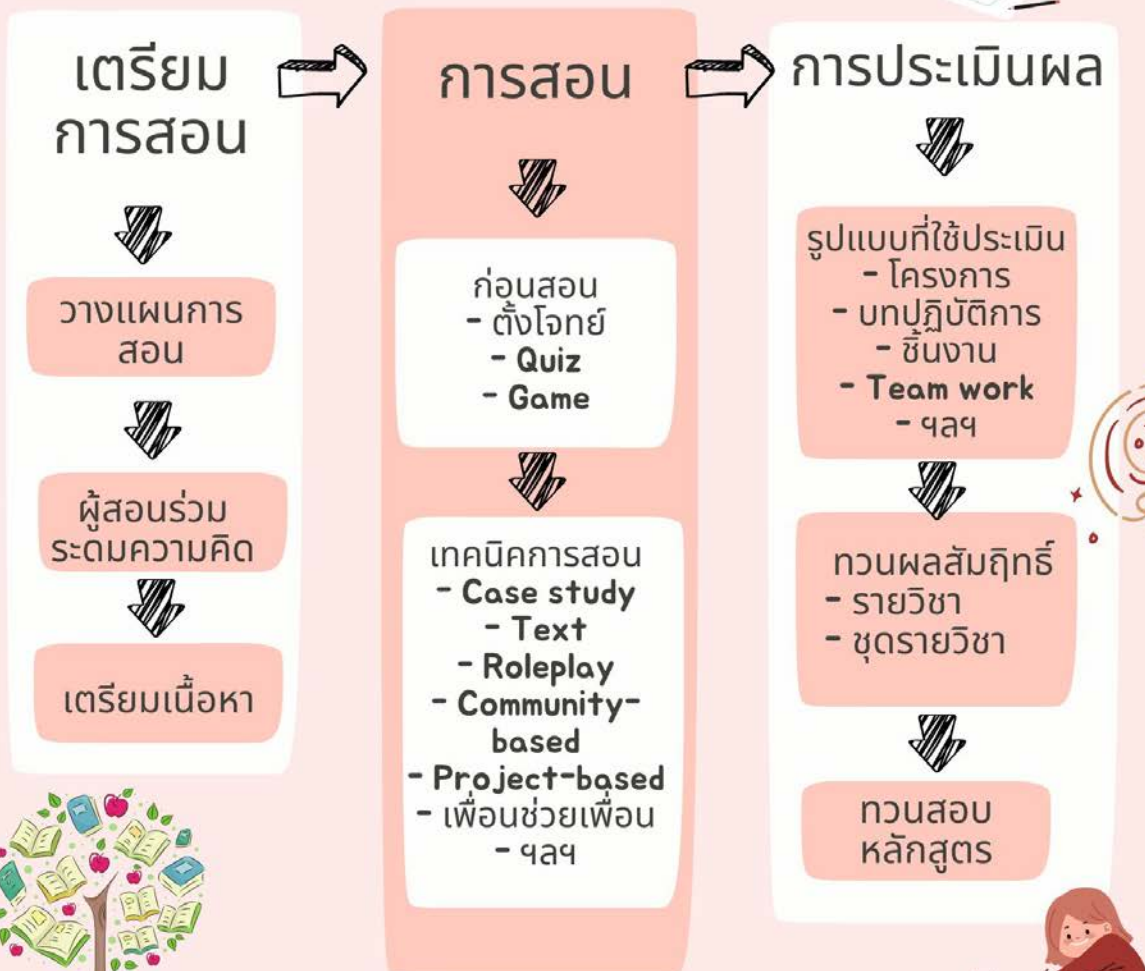 เตรียม
การสอน
วางแผนการ
สอน
ผู้สอนร่วม
ระดมความคิด
เตรียมเนื้อหา
การสอน
ก่อนสอน
- ตั้งโจทย์
- Quiz
- Game
เทคนิคการสอน
- Case study
- Text
- Roleplay
- Community-
based
- Project-based
- เพื่อนช่วยเพื่อน
- ฯลฯ
การประเมินผล
รูปแบบที่ใช้ประเมิน
- โครงการ
- บทปฏิบัติการ
- ชิ้นงาน
- Team work
- ฯลฯ
ทวนผลสัมฤทธิ์
- รายวิชา
- ชุดรายวิชา
ทวนสอบ
หลักสูตร